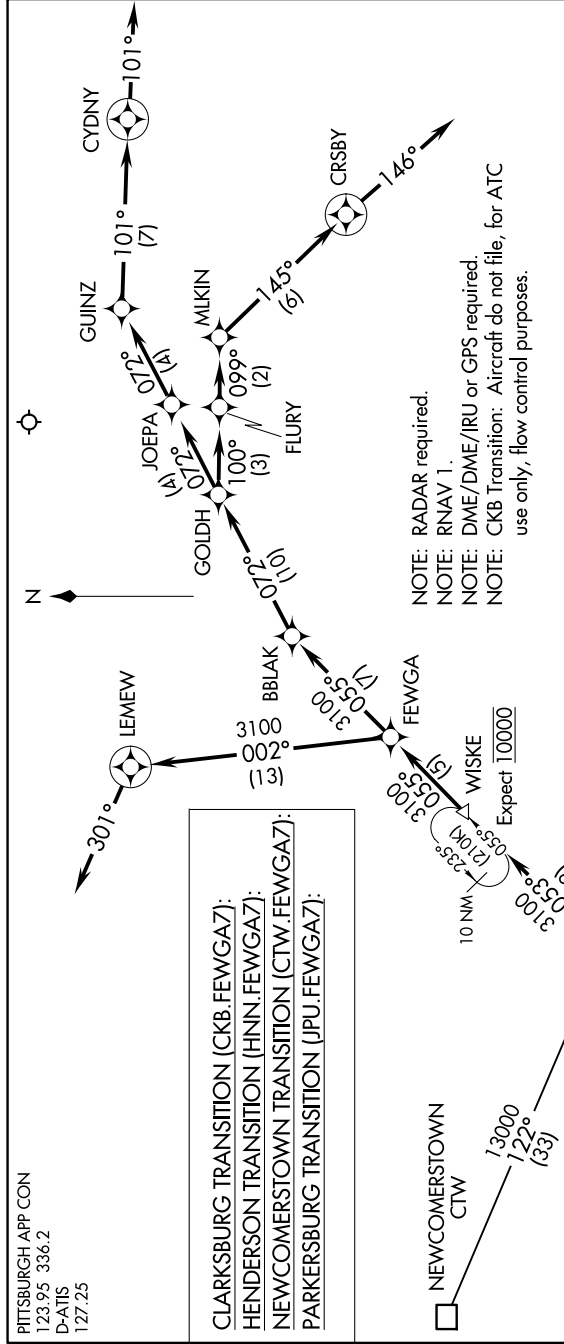 PITTSBURGH APP CON
123.95 336.2
D-ATIS
127.25
N
CYDNY
101°
GUINZ
101°
(7)
JOEPA
072°
(4)
MLKIN
CRSBY
146°
145°
(6)
099°
(2)
FLURY
072°
(4)
100°
(3)
GOLDH
072°
(10)
BBLAK
LEMEW
301°
3100
002°
(13)
3100
055°
(7)
FEWGA
3100
055°
(5)
WISKE
Expect 10000
055°
(210K)
235°
10 NM
3100
053°
CLARKSBURG TRANSITION (CKB.FEWGA7):
HENDERSON TRANSITION (HNN.FEWGA7):
NEWCOMERSTOWN TRANSITION (CTW.FEWGA7):
PARKERSBURG TRANSITION (JPU.FEWGA7):
NOTE: RADAR required.
NOTE: RNAV 1.
NOTE: DME/DME/IRU or GPS required.
NOTE: CKB Transition: Aircraft do not file, for ATC
use only, flow control purposes.
NEWCOMERSTOWN
CTW
13000
122°
(33)